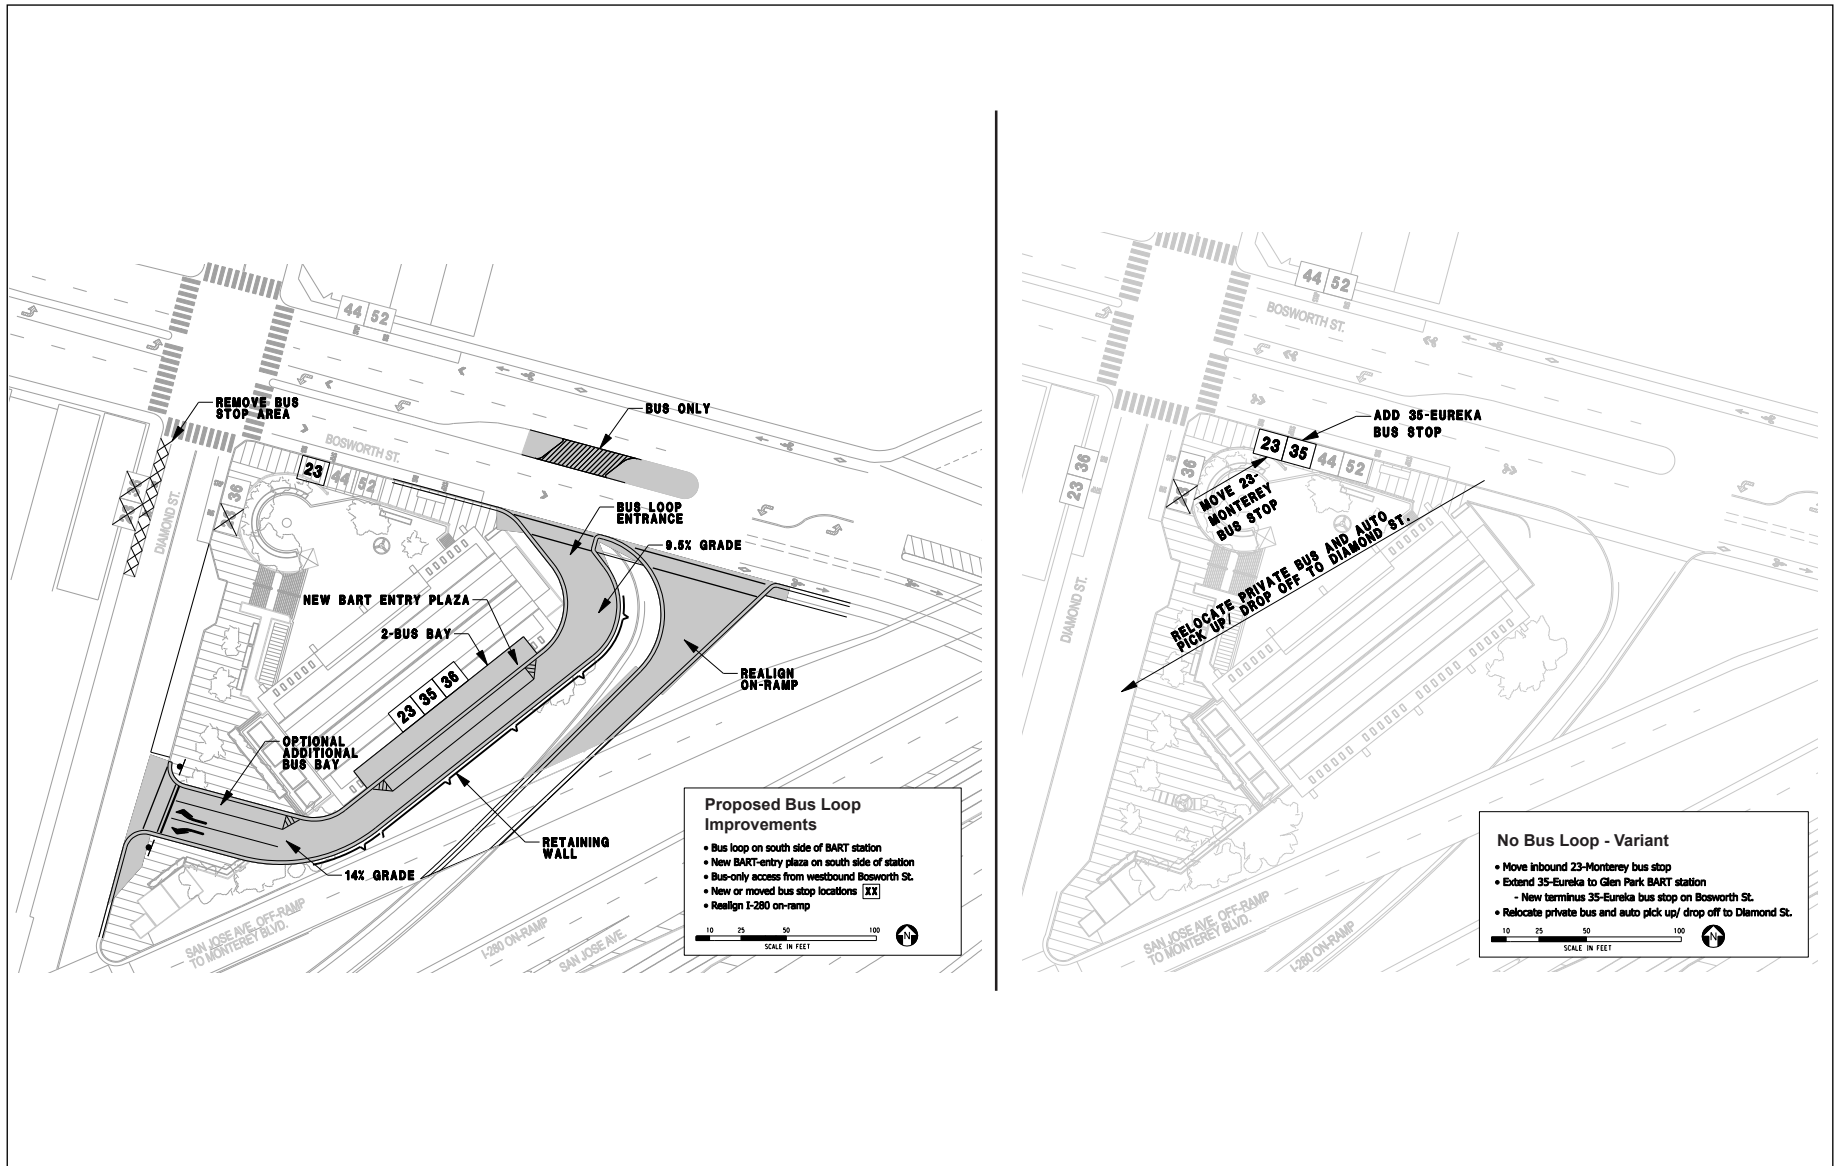 44 52
REMOVE BUS
STOP AREA
BUS ONLY
BOSWORTH ST.
23 44 52
36
DIAMOND ST.
BUS LOOP
ENTRANCE
9.5% GRADE
NEW BART ENTRY PLAZA
2-BUS BAY
23 35 36
REALIGN
ON-RAMP
OPTIONAL
ADDITIONAL
BUS BAY
RETAINING
WALL
14% GRADE
SAN JOSE AVE. OFF-RAMP
TO MONTEREY BLVD.
I-280 ON-RAMP
SAN JOSE AVE.
Proposed Bus Loop
Improvements
• Bus loop on south side of BART station
• New BART-entry plaza on south side of station
• Bus-only access from westbound Bosworth St.
• New or moved bus stop locations XX
• Realign I-280 on-ramp
10 25 50 100
SCALE IN FEET
N
44 52
BOSWORTH ST.
ADD 35-EUREKA
BUS STOP
23 35 44 52
23 36
36
MOVE 23-
MONTEREY
BUS STOP
RELOCATE PRIVATE BUS AND AUTO
PICK UP/ DROP OFF TO DIAMOND ST.
DIAMOND ST.
SAN JOSE AVE. OFF-RAMP
TO MONTEREY BLVD.
I-280 ON-RAMP
No Bus Loop - Variant
• Move inbound 23-Monterey bus stop
• Extend 35-Eureka to Glen Park BART station
- New terminus 35-Eureka bus stop on Bosworth St.
• Relocate private bus and auto pick up/ drop off to Diamond St.
10 25 50 100
SCALE IN FEET
N